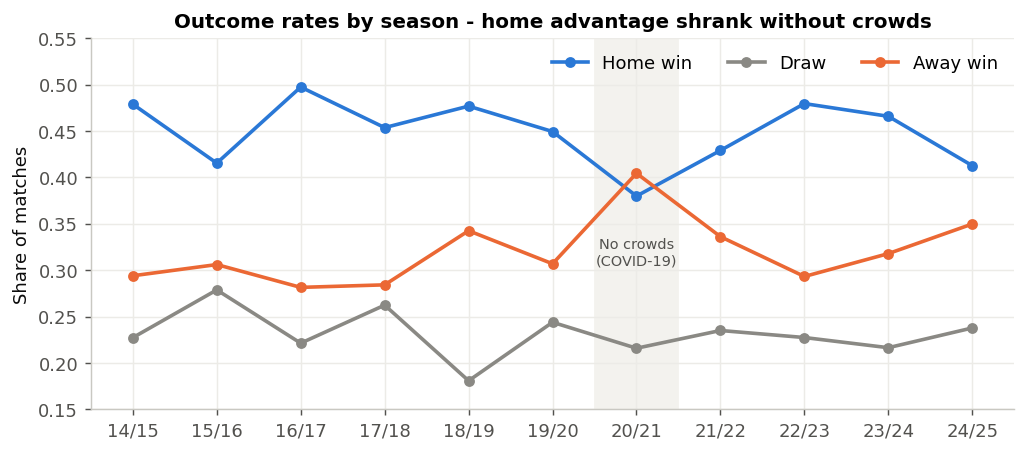 Outcome rates by season - home advantage shrank without crowds
Home win Draw Away win
Share of matches
0.55
0.50
0.45
0.40
0.35
0.30
0.25
0.20
0.15
No crowds
(COVID-19)
14/15 15/16 16/17 17/18 18/19 19/20 20/21 21/22 22/23 23/24 24/25